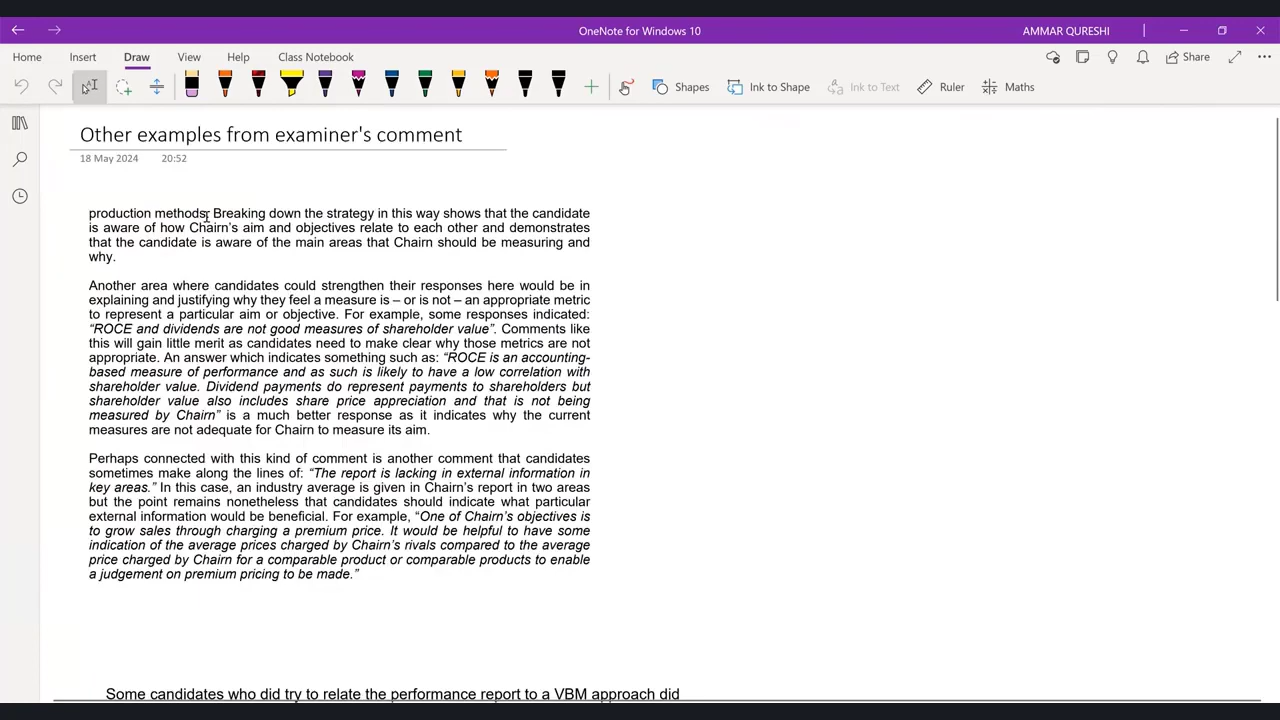 OneNote for Windows 10
AMMAR QURESHI
Home Insert Draw View Help Class Notebook
Share
Shapes Ink to Shape Ink to Text Ruler Maths
Other examples from examiner's comment
18 May 2024 20:52
production methods. Breaking down the strategy in this way shows that the candidate
is aware of how Chairn's aim and objectives relate to each other and demonstrates
that the candidate is aware of the main areas that Chairn should be measuring and
why.
Another area where candidates could strengthen their responses here would be in
explaining and justifying why they feel a measure is – or is not – an appropriate metric
to represent a particular aim or objective. For example, some responses indicated:
“ROCE and dividends are not good measures of shareholder value”. Comments like
this will gain little merit as candidates need to make clear why those metrics are not
appropriate. An answer which indicates something such as: “ROCE is an accounting-
based measure of performance and as such is likely to have a low correlation with
shareholder value. Dividend payments do represent payments to shareholders but
shareholder value also includes share price appreciation and that is not being
measured by Chairn” is a much better response as it indicates why the current
measures are not adequate for Chairn to measure its aim.
Perhaps connected with this kind of comment is another comment that candidates
sometimes make along the lines of: “The report is lacking in external information in
key areas.” In this case, an industry average is given in Chairn's report in two areas
but the point remains nonetheless that candidates should indicate what particular
external information would be beneficial. For example, “One of Chairn's objectives is
to grow sales through charging a premium price. It would be helpful to have some
indication of the average prices charged by Chairn's rivals compared to the average
price charged by Chairn for a comparable product or comparable products to enable
a judgement on premium pricing to be made.”
Some candidates who did try to relate the performance report to a VBM approach did